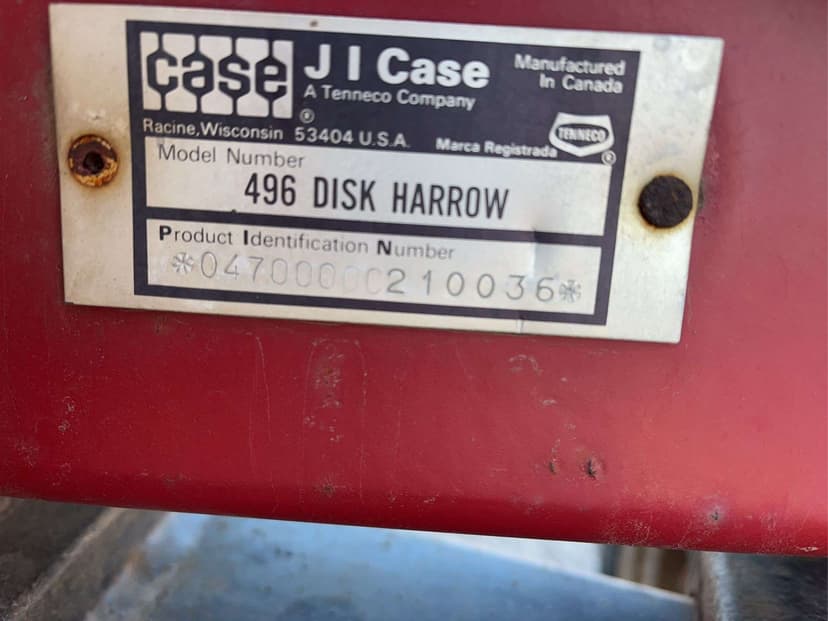 case
J I Case
A Tenneco Company
Manufactured
In Canada
®
Racine, Wisconsin 53404 U.S.A.
Marca Registrada
TENNECO
®
Model Number
496 DISK HARROW
Product Identification Number
*0470000C210036*